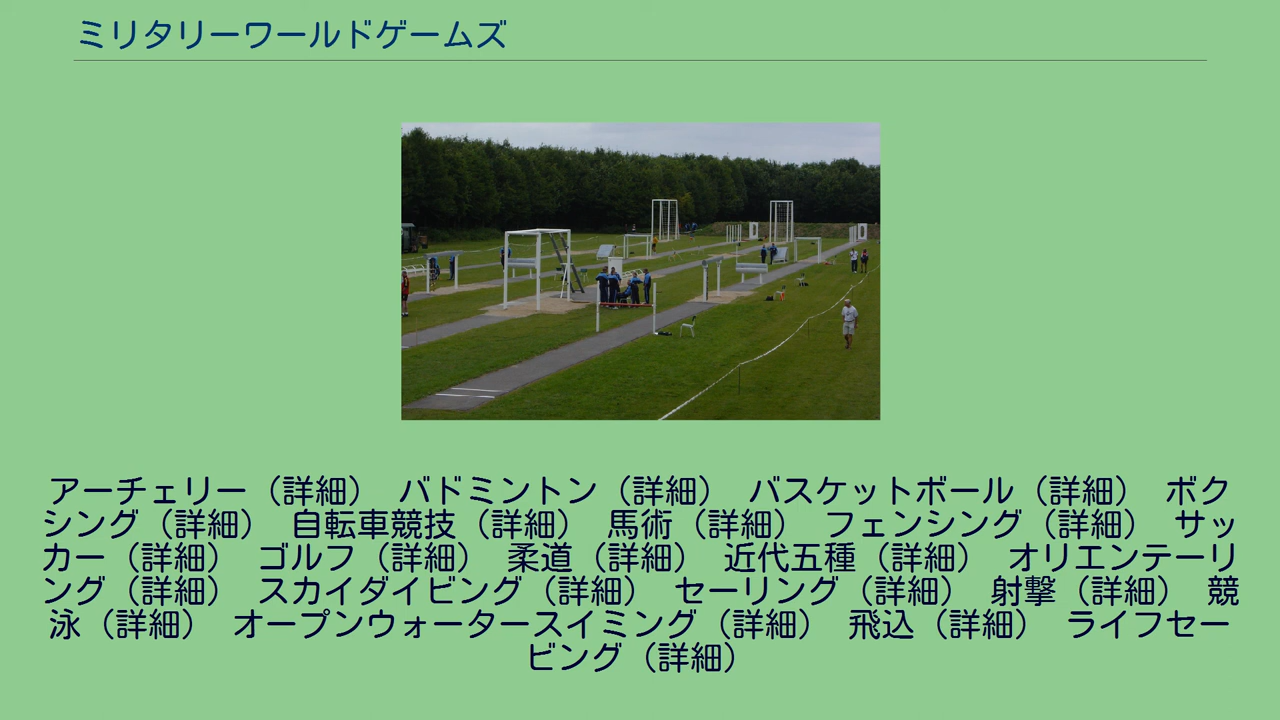 ミリタリーワールドゲームズ
アーチェリー（詳細）　バドミントン（詳細）　バスケットボール（詳細）　ボク
シング（詳細）　自転車競技（詳細）　馬術（詳細）　フェンシング（詳細）　サッ
カー（詳細）　ゴルフ（詳細）　柔道（詳細）　近代五種（詳細）　オリエンテーリ
ング（詳細）　スカイダイビング（詳細）　セーリング（詳細）　射撃（詳細）　競
泳（詳細）　オープンウォータースイミング（詳細）　飛込（詳細）　ライフセー
ビング（詳細）